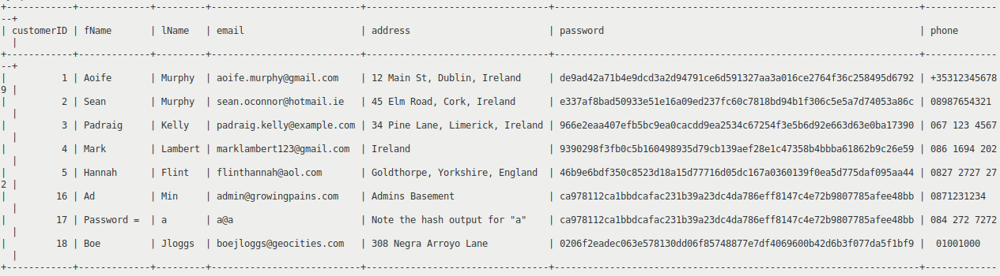 +------------+-------------+---------+---------------------------+---------------------------------+------------------------------------------------------------------+-------------
--+
| customerID | fName       | lName   | email                     | address                         | password                                                         | phone
  |
+------------+-------------+---------+---------------------------+---------------------------------+------------------------------------------------------------------+-------------
--+
|          1 | Aoife       | Murphy  | aoife.murphy@gmail.com    | 12 Main St, Dublin, Ireland     | de9ad42a71b4e9dcd3a2d94791ce6d591327aa3a016ce2764f36c258495d6792 | +35312345678
9 |
|          2 | Sean        | Murphy  | sean.oconnor@hotmail.ie   | 45 Elm Road, Cork, Ireland      | e337af8bad50933e51e16a09ed237fc60c7818bd94b1f306c5e5a7d74053a86c | 08987654321
  |
|          3 | Padraig     | Kelly   | padraig.kelly@example.com | 34 Pine Lane, Limerick, Ireland | 966e2eaa407efb5bc9ea0cacdd9ea2534c67254f3e5b6d92e663d63e0ba17390 | 067 123 4567
  |
|          4 | Mark        | Lambert | marklambert123@gmail.com  | Ireland                         | 9390298f3fb0c5b160498935d79cb139aef28e1c47358b4bbba61862b9c26e59 | 086 1694 202
  |
|          5 | Hannah      | Flint   | flinthannah@aol.com       | Goldthorpe, Yorkshire, England  | 46b9e6bdf350c8523d18a15d77716d05dc167a0360139f0ea5d775daf095aa44 | 0827 2727 27
2 |
|         16 | Ad          | Min     | admin@growingpains.com    | Admins Basement                 | ca978112ca1bbdcafac231b39a23dc4da786eff8147c4e72b9807785afee48bb | 0871231234
  |
|         17 | Password =  | a       | a@a                       | Note the hash output for "a"    | ca978112ca1bbdcafac231b39a23dc4da786eff8147c4e72b9807785afee48bb | 084 272 7272
  |
|         18 | Boe         | Jloggs  | boejloggs@geocities.com   | 308 Negra Arroyo Lane           | 0206f2eadec063e578130dd06f85748877e7df4069600b42d6b3f077da5f1bf9 |  01001000
  |
+------------+-------------+---------+---------------------------+---------------------------------+------------------------------------------------------------------+-------------